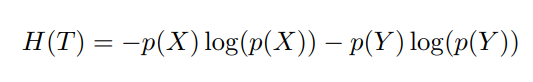 H(T) = −p(X) log(p(X)) − p(Y) log(p(Y))